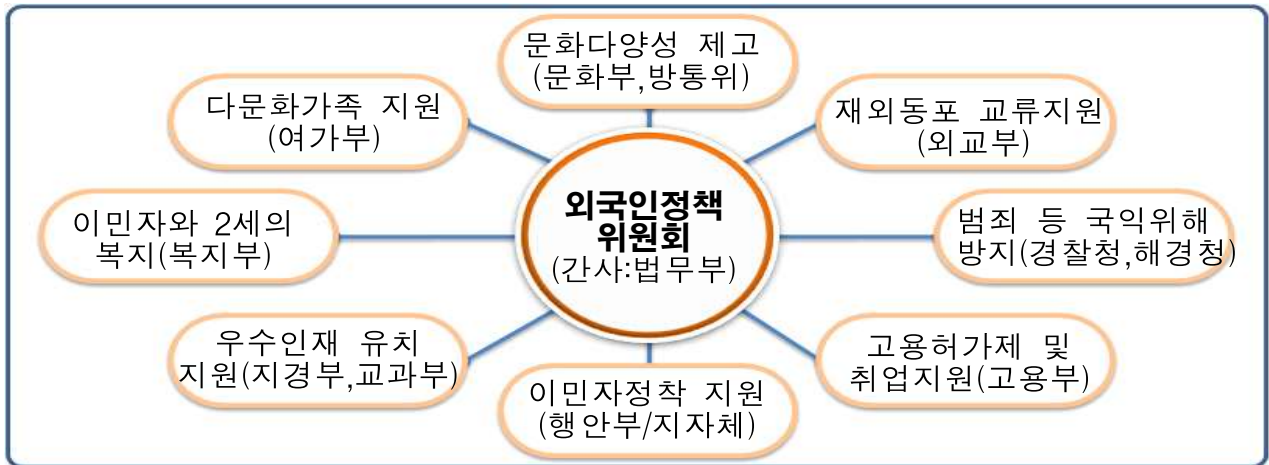 문화다양성 제고
(문화부,방통위)
다문화가족 지원
(여가부)
재외동포 교류지원
(외교부)
이민자와 2세의
복지(복지부)
외국인정책
위원회
(간사:법무부)
범죄 등 국익위해
방지(경찰청,해경청)
우수인재 유치
지원(지경부,교과부)
이민자정착 지원
(행안부/지자체)
고용허가제 및
취업지원(고용부)